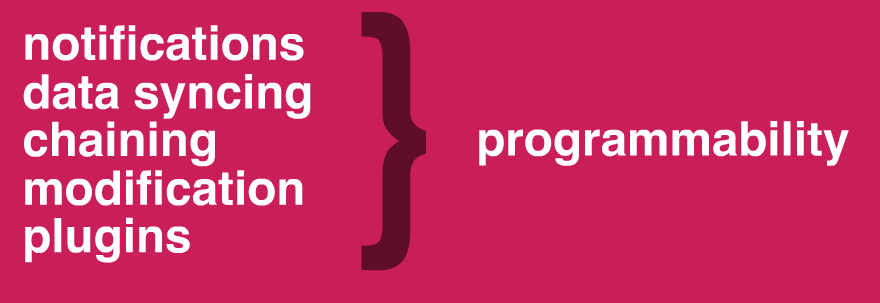 notifications
data syncing
chaining
modification
plugins
}
programmability